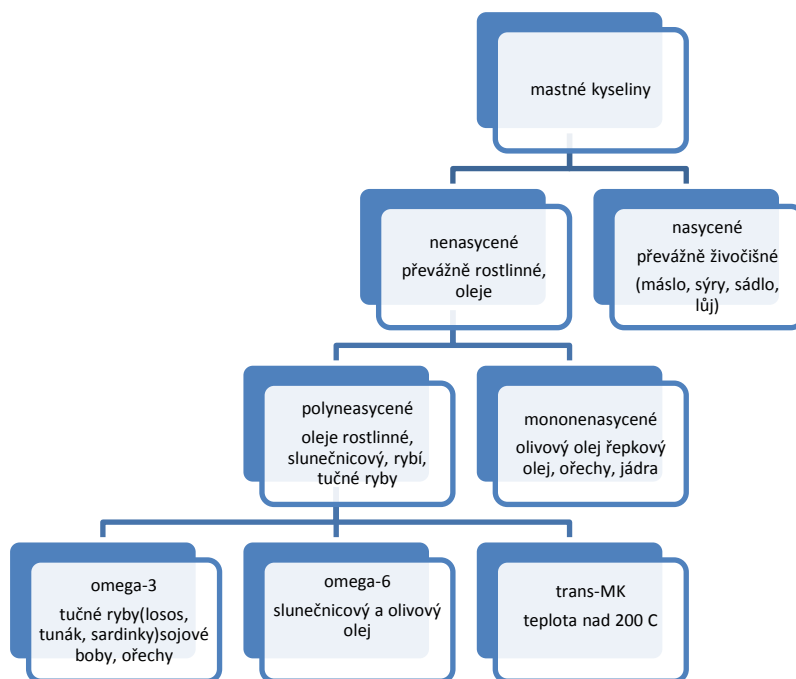 mastné kyseliny
nenasycené
převážně rostlinné,
oleje
nasycené
převážně živočišné
(máslo, sýry, sádlo,
lůj)
polyneasycené
oleje rostlinné,
slunečnicový, rybí,
tučné ryby
mononenasycené
olivový olej řepkový
olej, ořechy, jádra
omega-3
tučné ryby(losos,
tunák, sardinky)sojové
boby, ořechy
omega-6
slunečnicový a olivový
olej
trans-MK
teplota nad 200 C